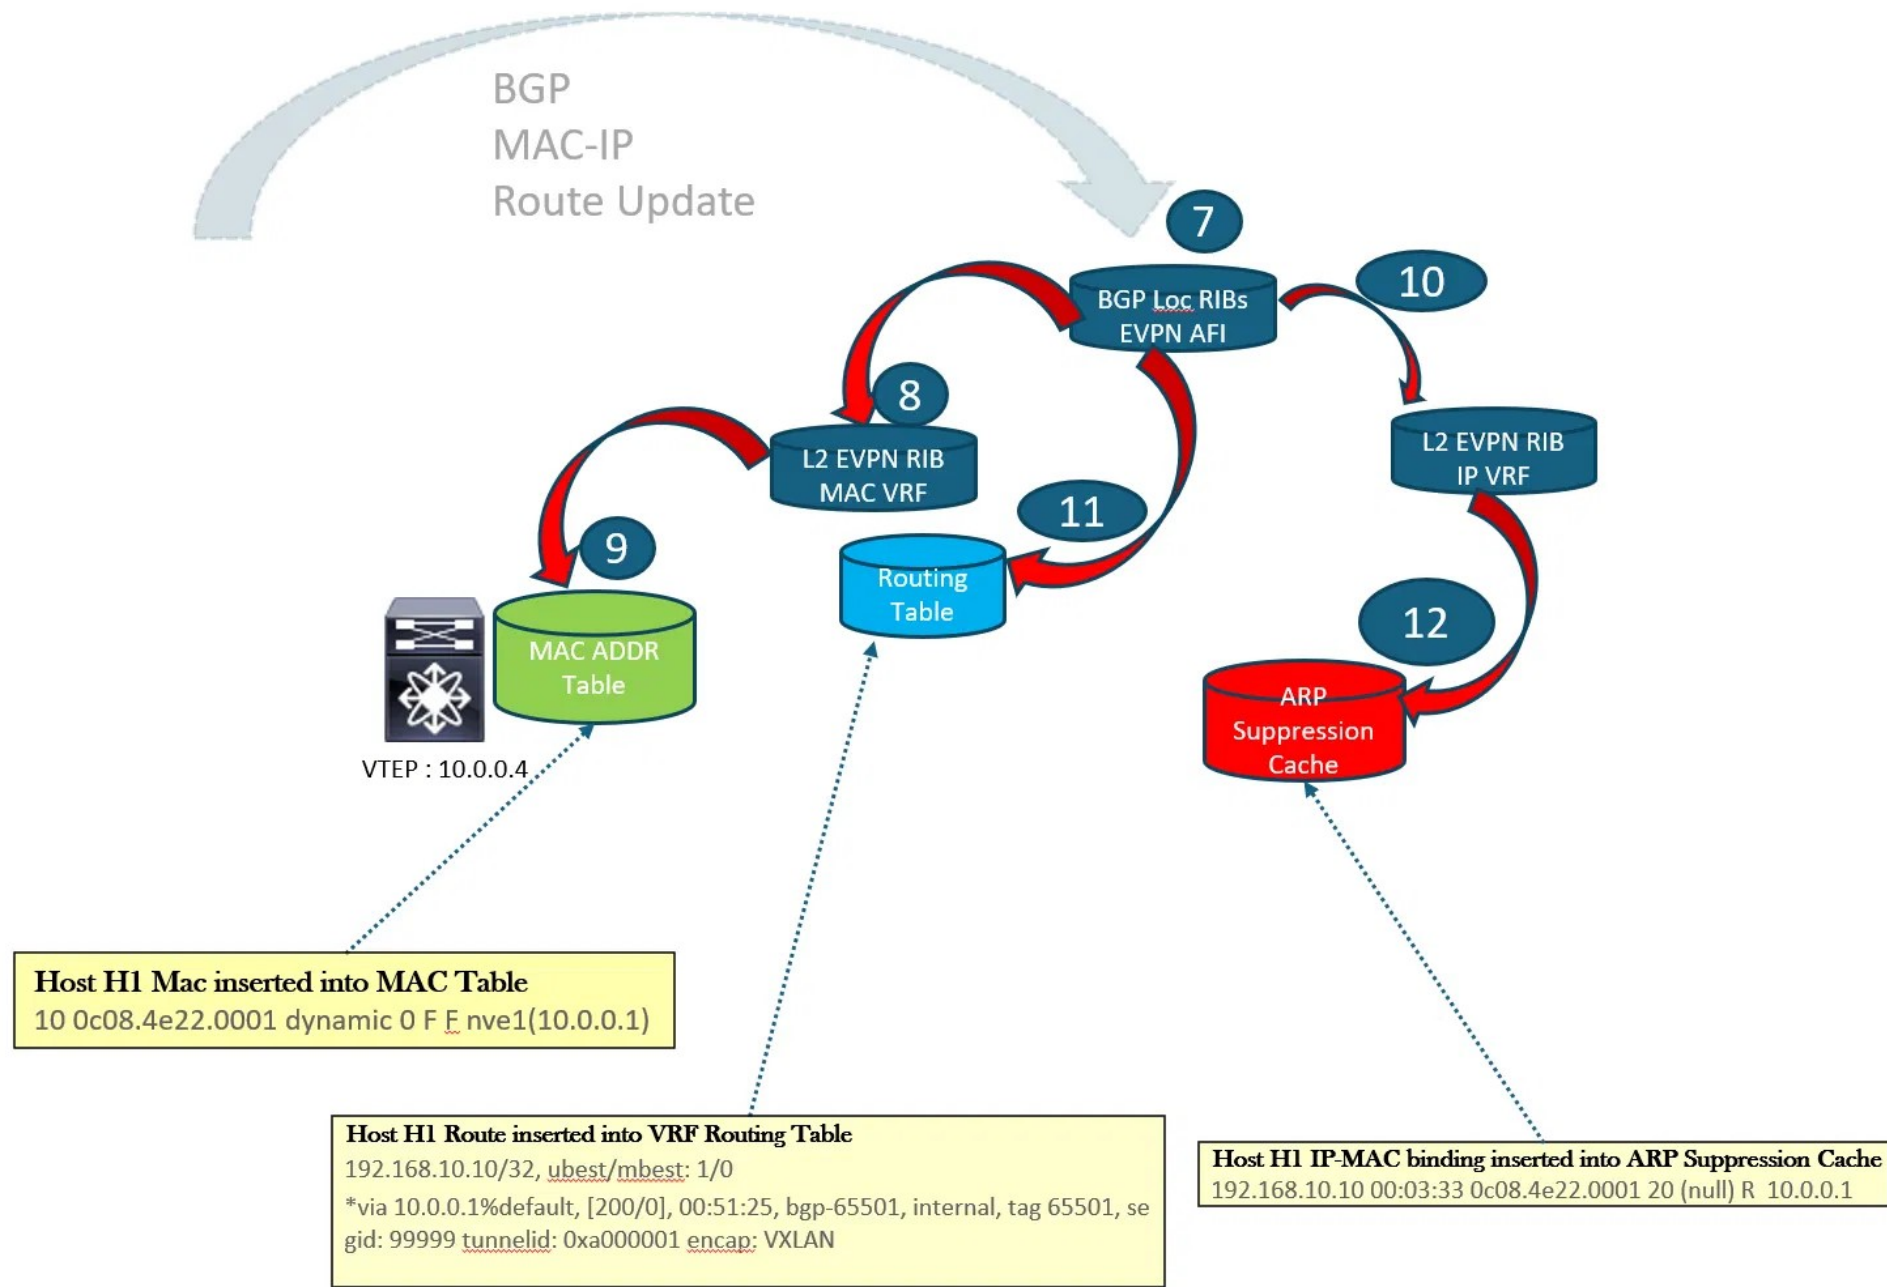 BGP
MAC-IP
Route Update
7
BGP Loc RIBs
EVPN AFI
10
8
L2 EVPN RIB
MAC VRF
L2 EVPN RIB
IP VRF
11
9
Routing
Table
12
MAC ADDR
Table
ARP
Suppression
Cache
VTEP : 10.0.0.4
Host H1 Mac inserted into MAC Table
10 0c08.4e22.0001 dynamic 0 F F nve1(10.0.0.1)
Host H1 Route inserted into VRF Routing Table
192.168.10.10/32, ubest/mbest: 1/0
*via 10.0.0.1%default, [200/0], 00:51:25, bgp-65501, internal, tag 65501, se
gid: 99999 tunnelid: 0xa000001 encap: VXLAN
Host H1 IP-MAC binding inserted into ARP Suppression Cache
192.168.10.10 00:03:33 0c08.4e22.0001 20 (null) R 10.0.0.1